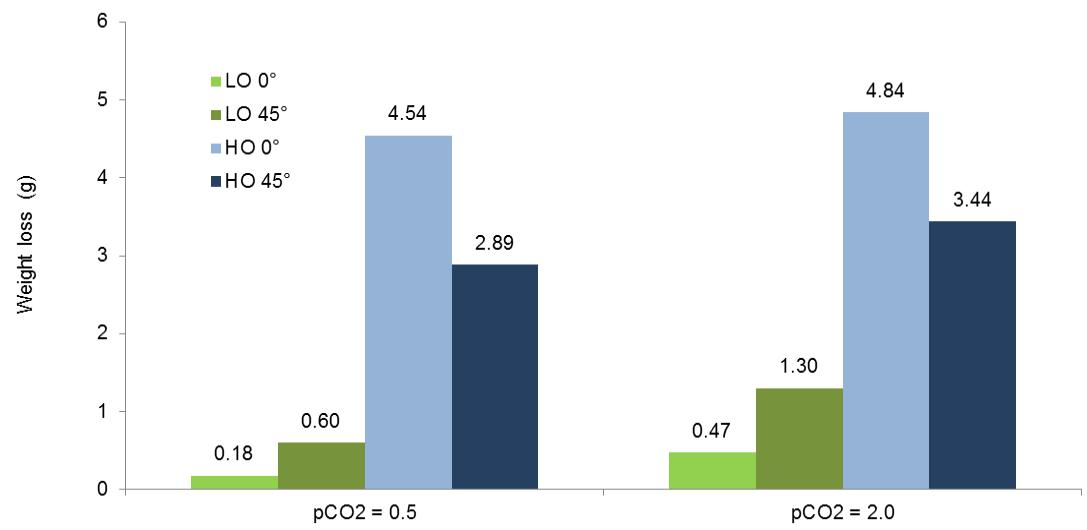 6
5
4
3
2
1
0
Weight loss (g)
LO 0°
LO 45°
HO 0°
HO 45°
0.18
0.60
4.54
2.89
0.47
1.30
4.84
3.44
pCO2 = 0.5
pCO2 = 2.0